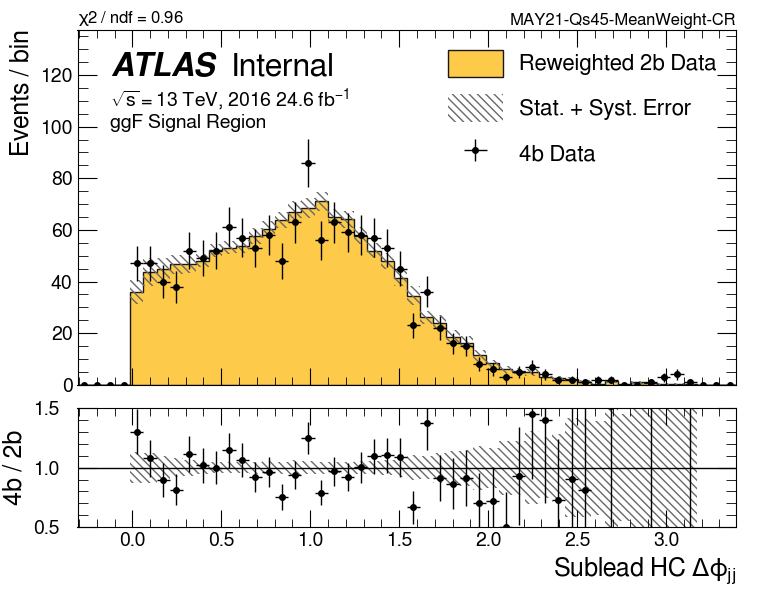 χ2 / ndf = 0.96
MAY21-Qs45-MeanWeight-CR
ATLAS Internal
√s = 13 TeV, 2016 24.6 fb−1
ggF Signal Region
Reweighted 2b Data
Stat. + Syst. Error
4b Data
Events / bin
120
100
80
60
40
20
0
4b / 2b
1.5
1.0
0.5
0.0 0.5 1.0 1.5 2.0 2.5 3.0
Sublead HC Δϕjj